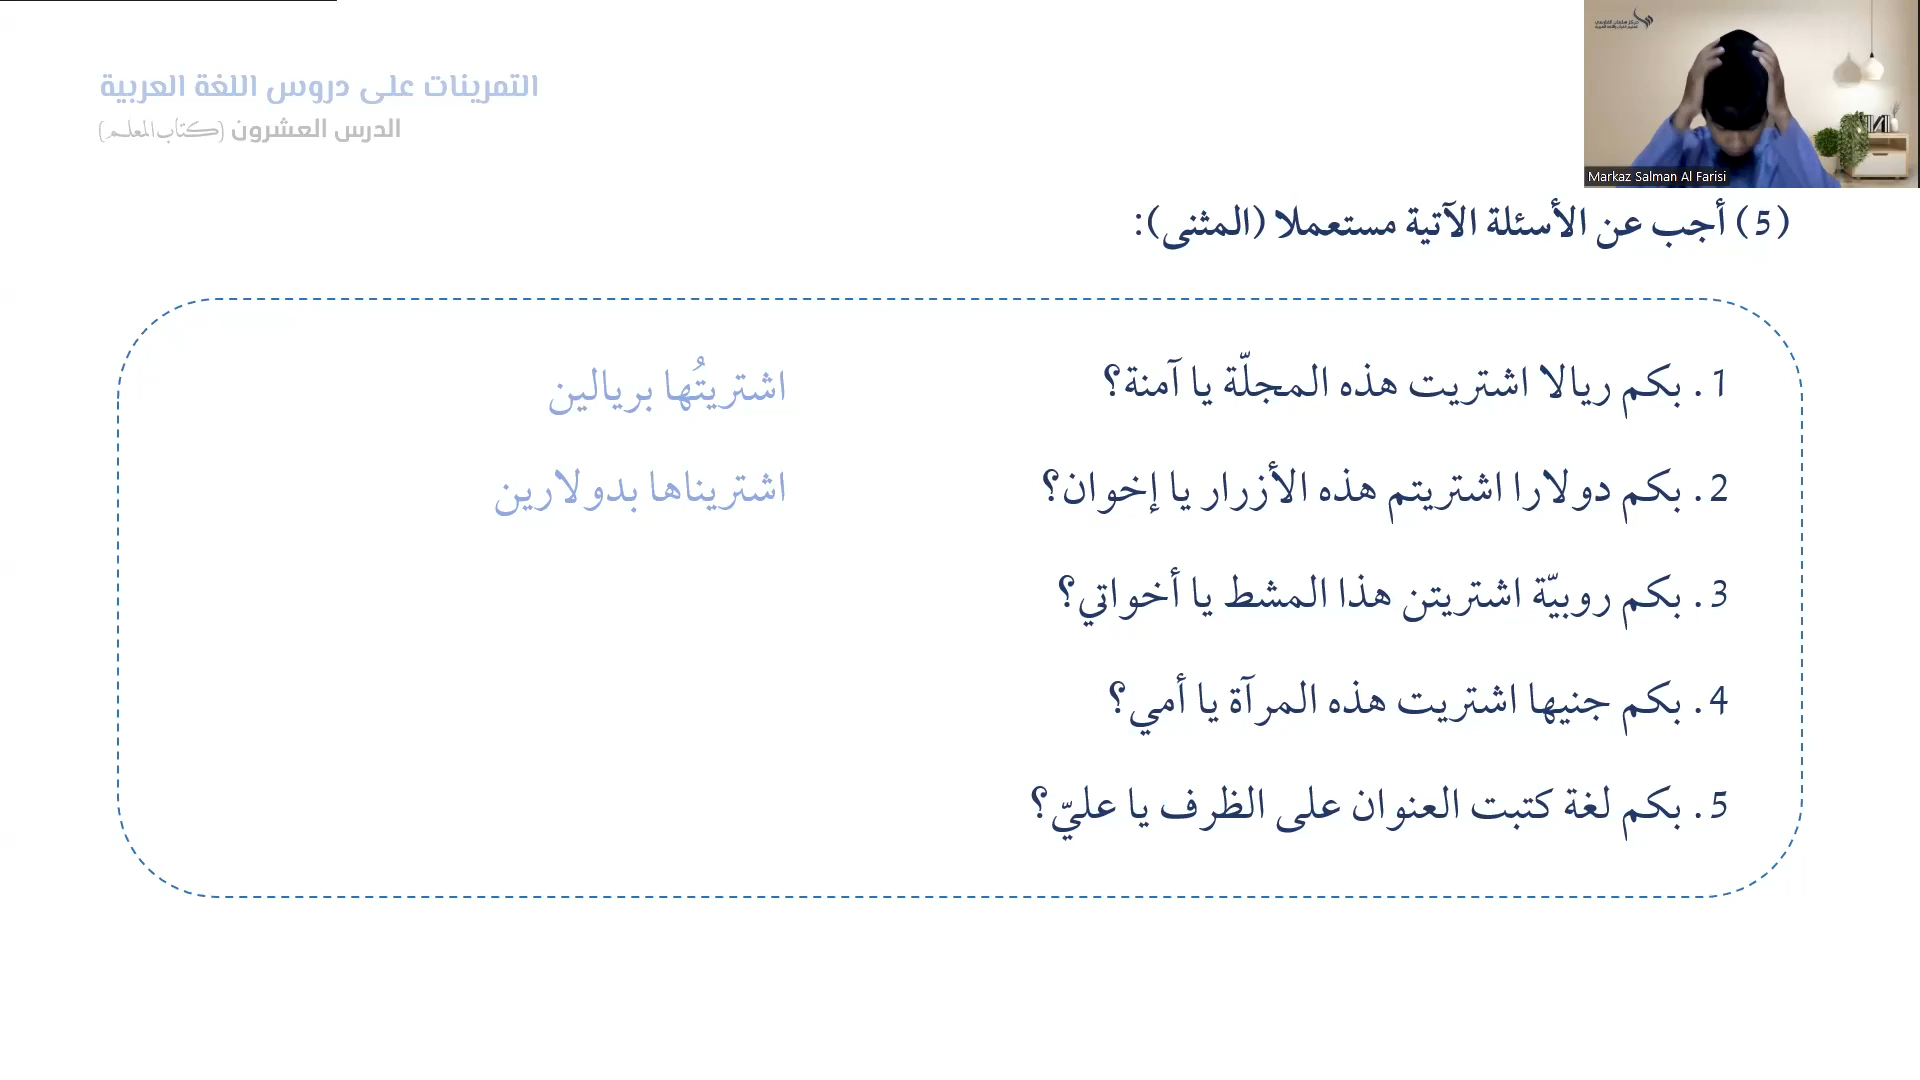 التمرينات على دروس اللغة العربية
الدرس العشرون (كتاب المعلم)
Markaz Salman Al Farisi
(5) أجب عن الأسئلة الآتية مستعملا (المثنى):
1. بكم ريالا اشتريت هذه المجلّة يا آمنة؟
اشتريتُها بريالين
2. بكم دولارا اشتريتم هذه الأزرار يا إخوان؟
اشتريناها بدولارين
3. بكم روبيّة اشتريتن هذا المشط يا أخواتي؟
4. بكم جنيها اشتريت هذه المرآة يا أمي؟
5. بكم لغة كتبت العنوان على الظرف يا عليّ؟